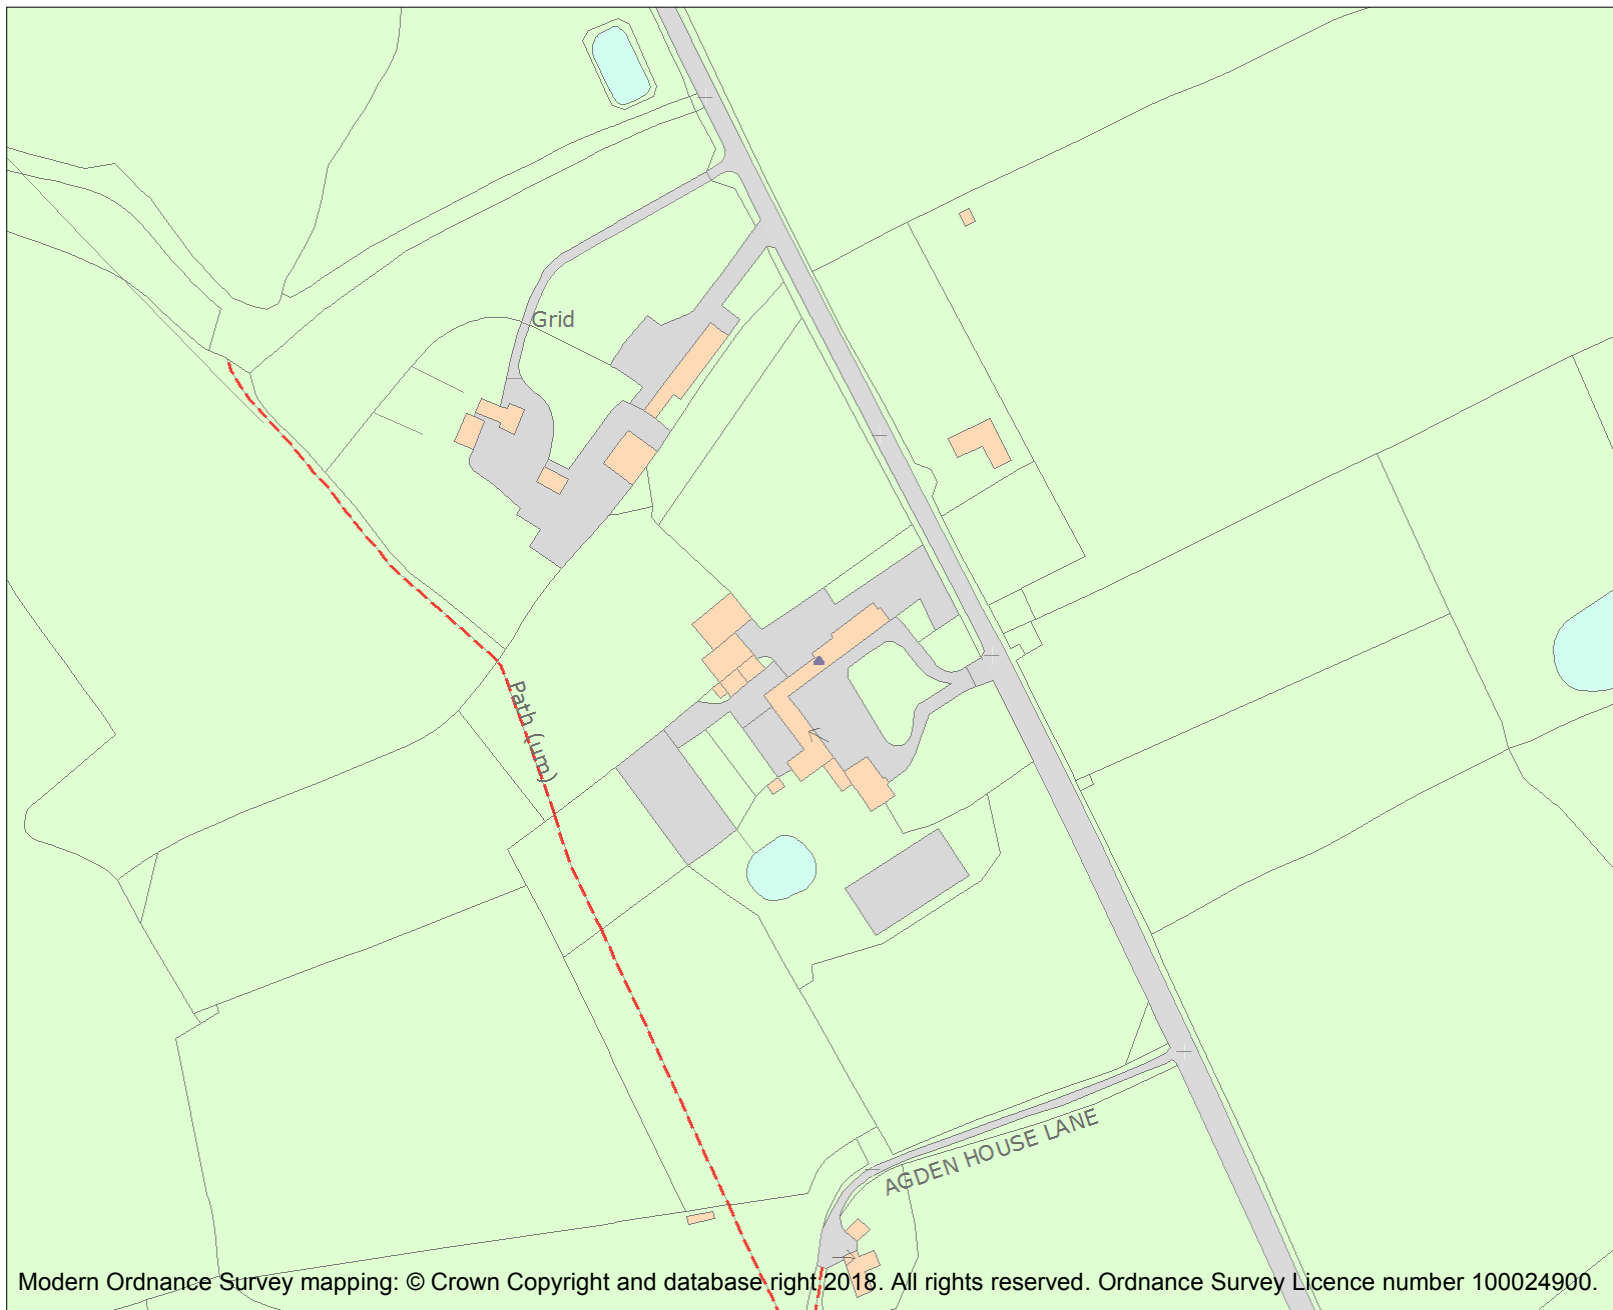 Grid
Path (um)
AGDEN HOUSE LANE
Modern Ordnance Survey mapping: © Crown Copyright and database right 2018. All rights reserved. Ordnance Survey Licence number 100024900.